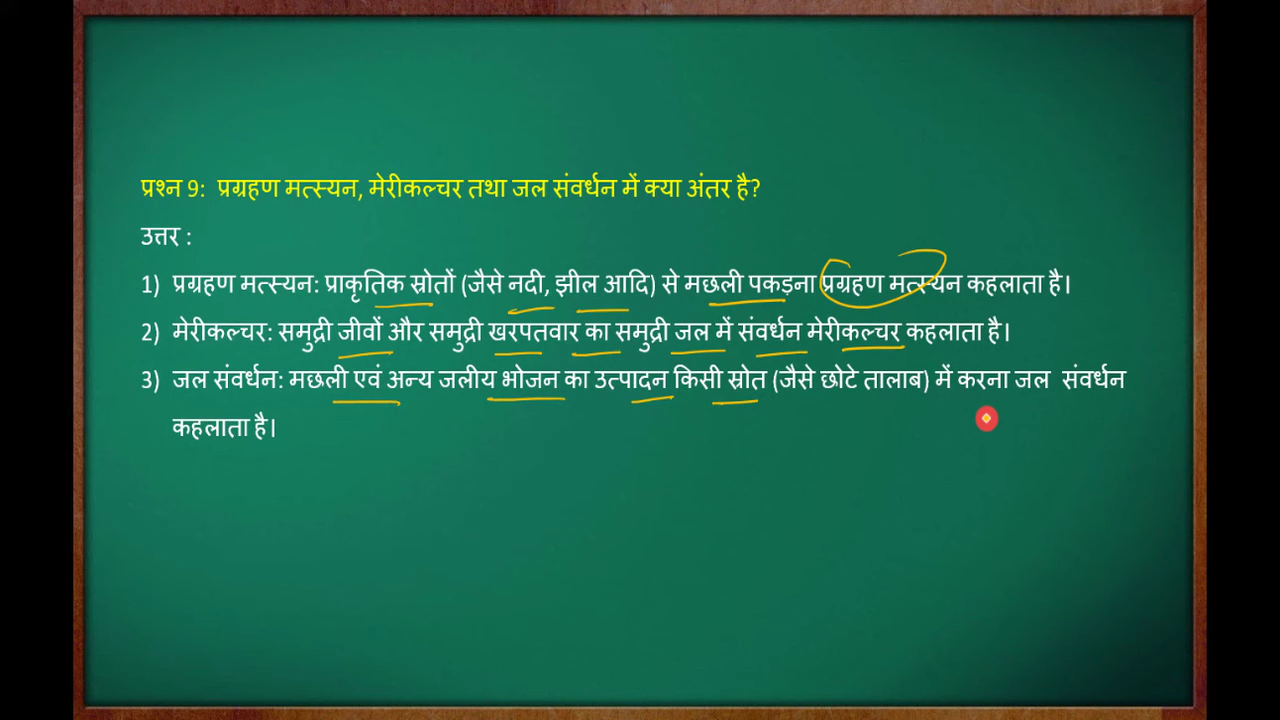 प्रश्न 9: प्रग्रहण मत्स्यन, मेरीकल्चर तथा जल संवर्धन में क्या अंतर है?
उत्तर :
1) प्रग्रहण मत्स्यन: प्राकृतिक स्रोतों (जैसे नदी, झील आदि) से मछली पकड़ना प्रग्रहण मत्स्यन कहलाता है।
2) मेरीकल्चर: समुद्री जीवों और समुद्री खरपतवार का समुद्री जल में संवर्धन मेरीकल्चर कहलाता है।
3) जल संवर्धन: मछली एवं अन्य जलीय भोजन का उत्पादन किसी स्रोत (जैसे छोटे तालाब) में करना जल संवर्धन
कहलाता है।